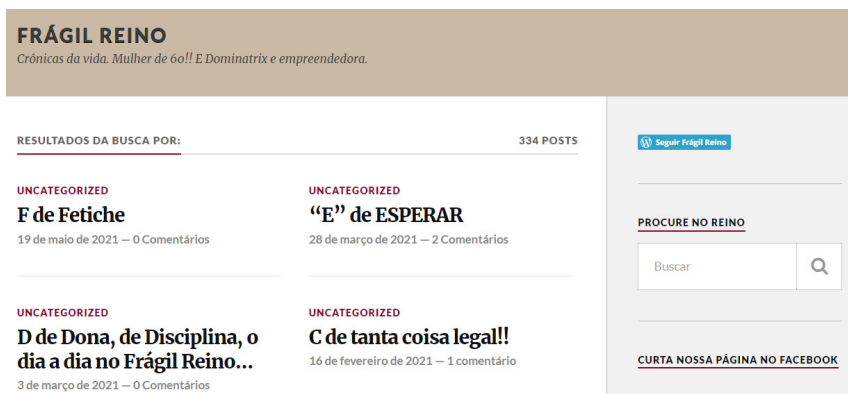 FRÁGIL REINO
Crônicas da vida. Mulher de 60!! E Dominatrix e empreendedora.
RESULTADOS DA BUSCA POR:
334 POSTS
UNCATEGORIZED
F de Fetiche
19 de maio de 2021 — 0 Comentários
UNCATEGORIZED
“E” de ESPERAR
28 de março de 2021 — 2 Comentários
UNCATEGORIZED
D de Dona, de Disciplina, o
dia a dia no Frágil Reino…
3 de março de 2021 — 0 Comentários
UNCATEGORIZED
C de tanta coisa legal!!
16 de fevereiro de 2021 — 1 comentário
Seguir Frágil Reino
PROCURE NO REINO
Buscar
CURTA NOSSA PÁGINA NO FACEBOOK